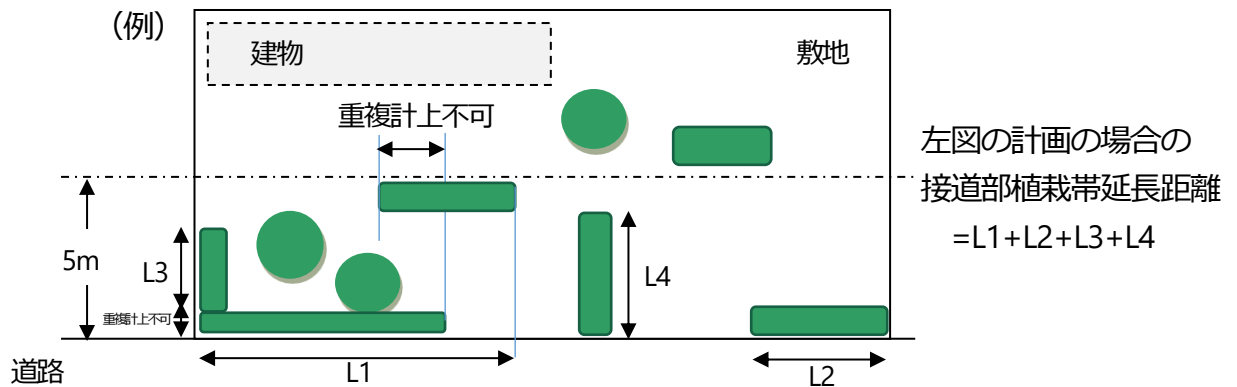 (例)
建物
敷地
重複計上不可
左図の計画の場合の
接道部植栽帯延長距離
=L1+L2+L3+L4
5m
L3
L4
重複計上不可
道路
L1
L2